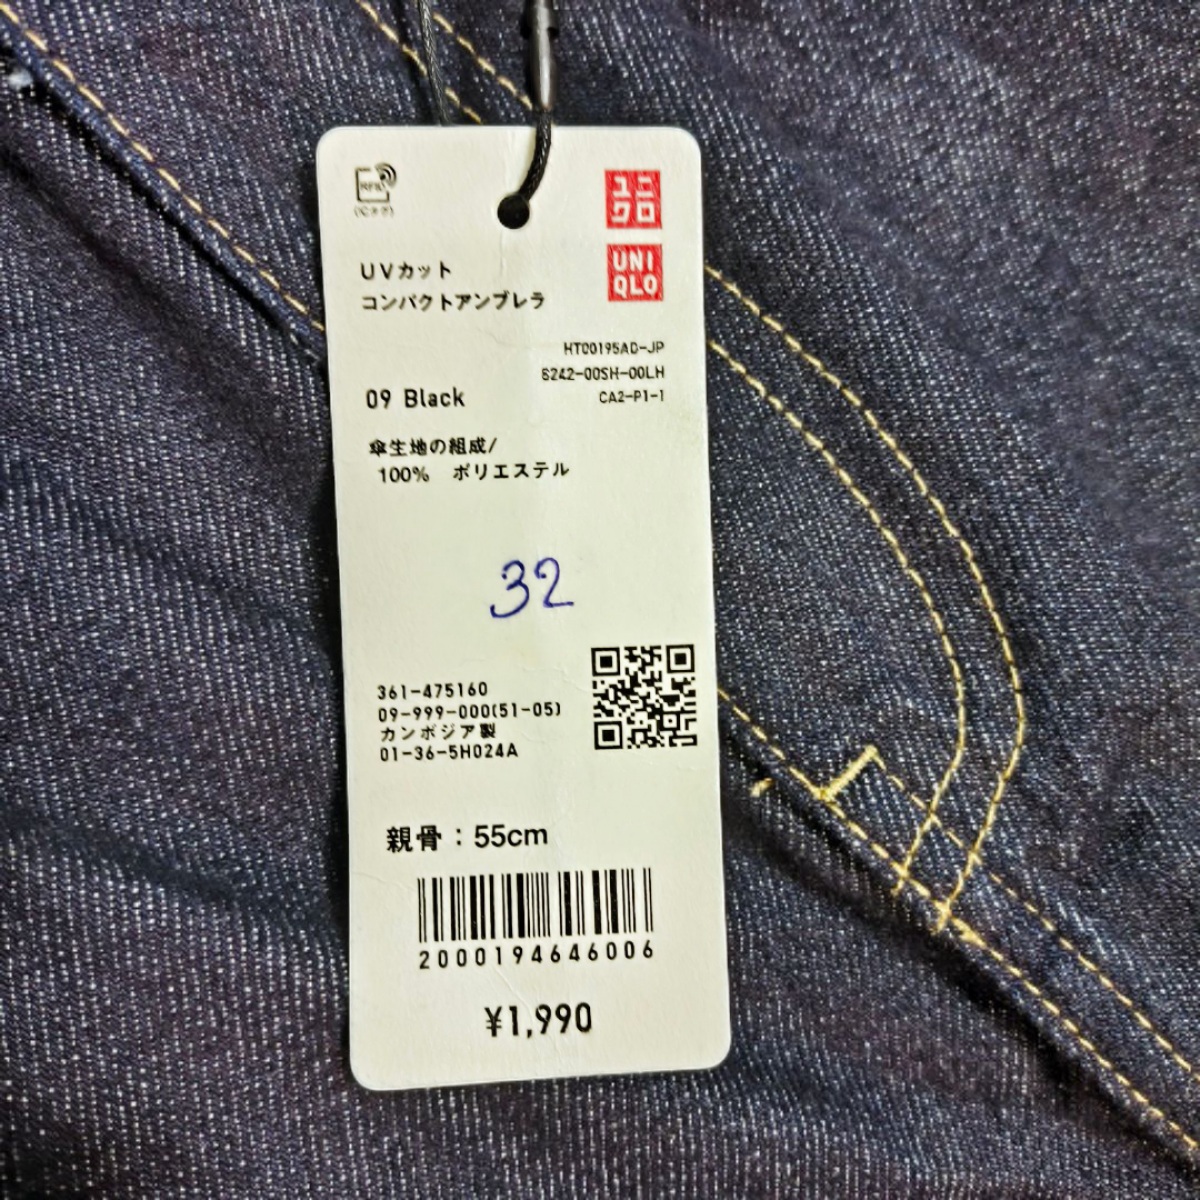 RFID
(ICタグ)
ユニ
クロ
UNI
QLO
UVカット
コンパクトアンブレラ
HT00195AD-JP
S242-00SH-00LH
CA2-P1-1
09 Black
傘生地の組成/
100% ポリエステル
32
361-475160
09-999-000(51-05)
カンボジア製
01-36-5H024A
親骨：55cm
2000194646006
¥1,990